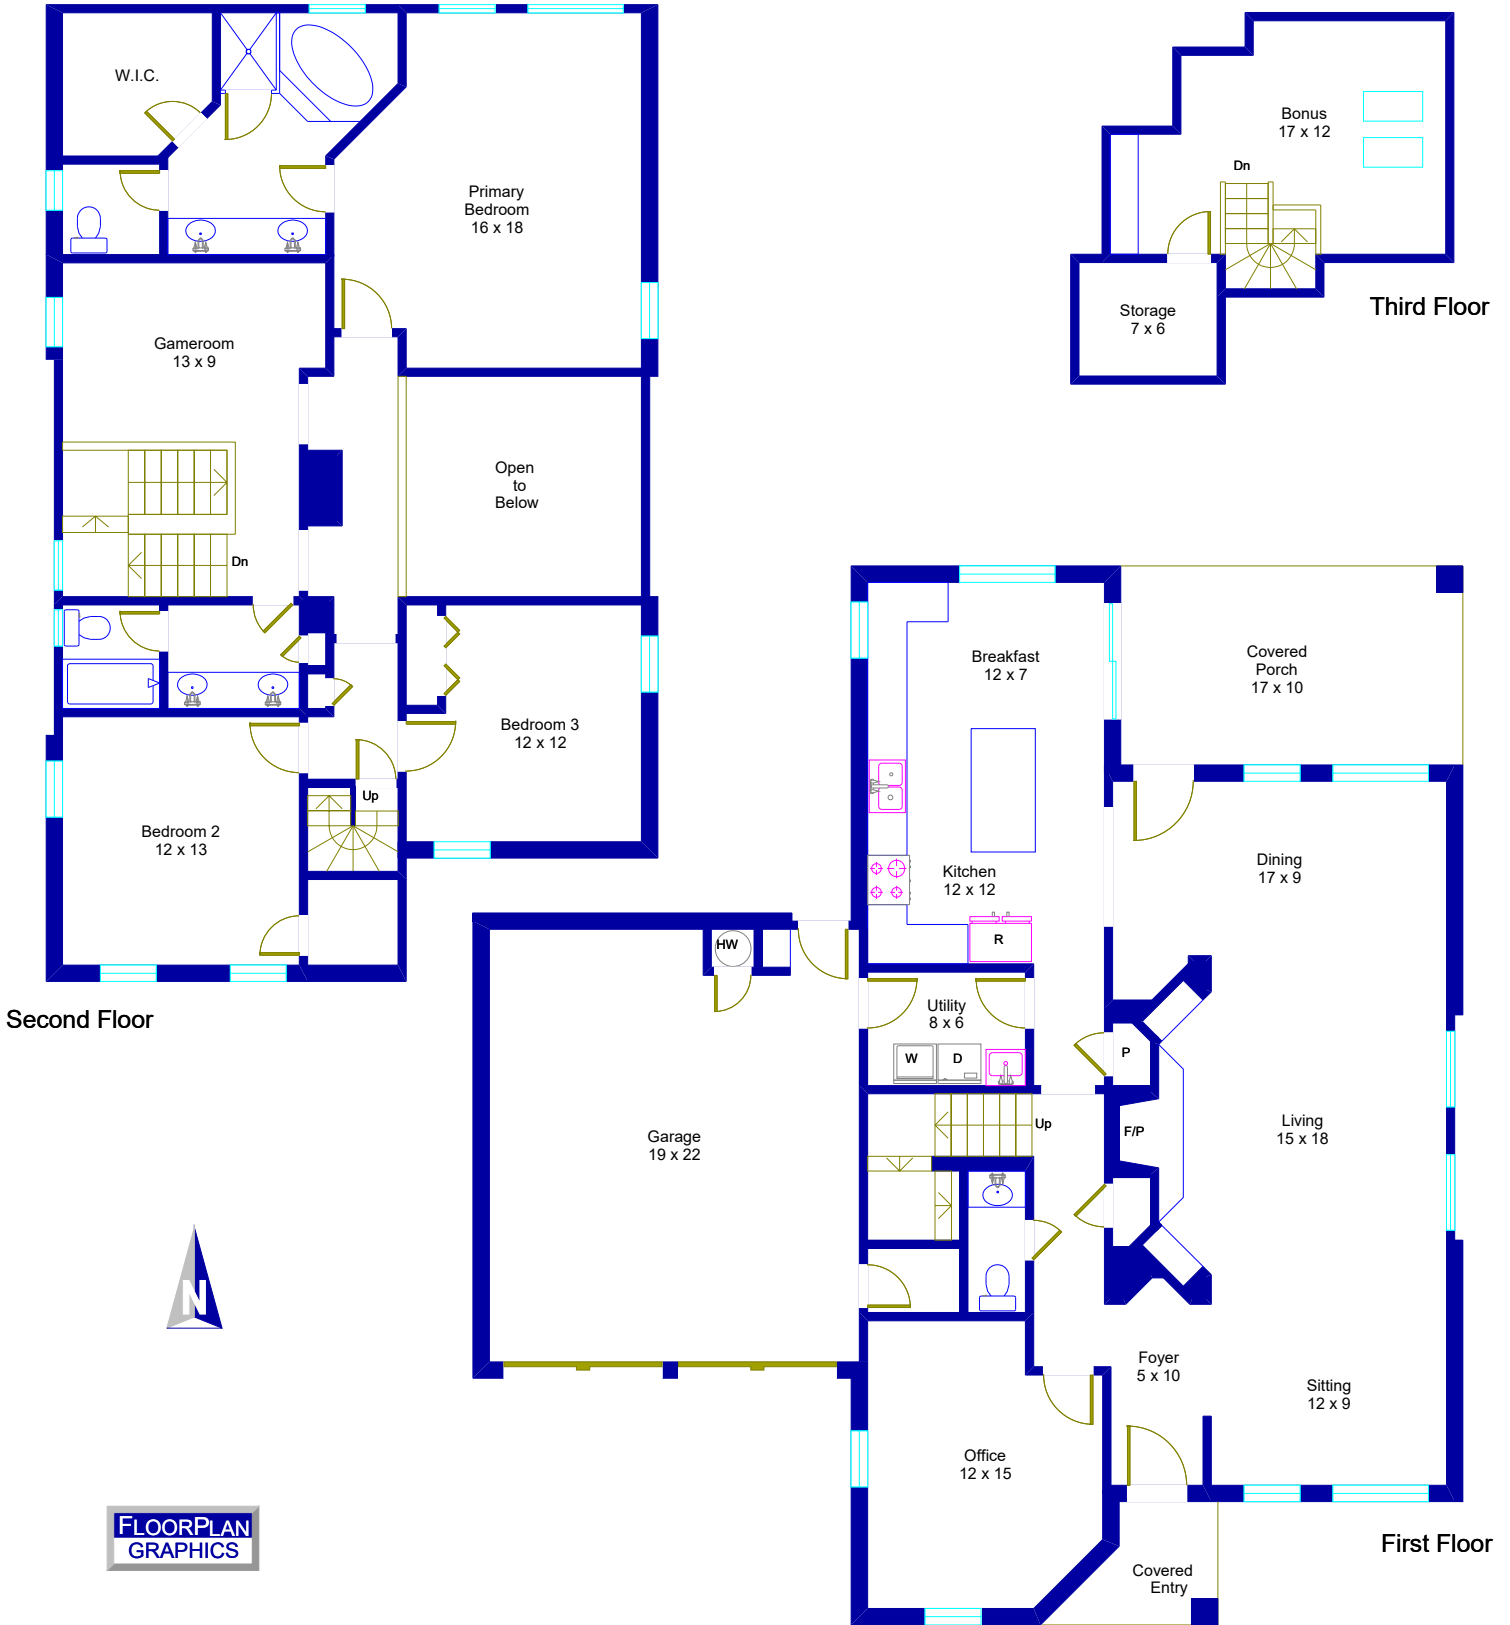 W.I.C.
Primary
Bedroom
16 x 18
Gameroom
13 x 9
Open
to
Below
Dn
Bedroom 3
12 x 12
Up
Bedroom 2
12 x 13
Second Floor
Bonus
17 x 12
Dn
Storage
7 x 6
Third Floor
Breakfast
12 x 7
Covered
Porch
17 x 10
Kitchen
12 x 12
Dining
17 x 9
R
HW
Utility
8 x 6
W
D
P
Up
F/P
Living
15 x 18
Garage
19 x 22
Foyer
5 x 10
Sitting
12 x 9
Office
12 x 15
Covered
Entry
First Floor
N
FLOORPLAN
GRAPHICS